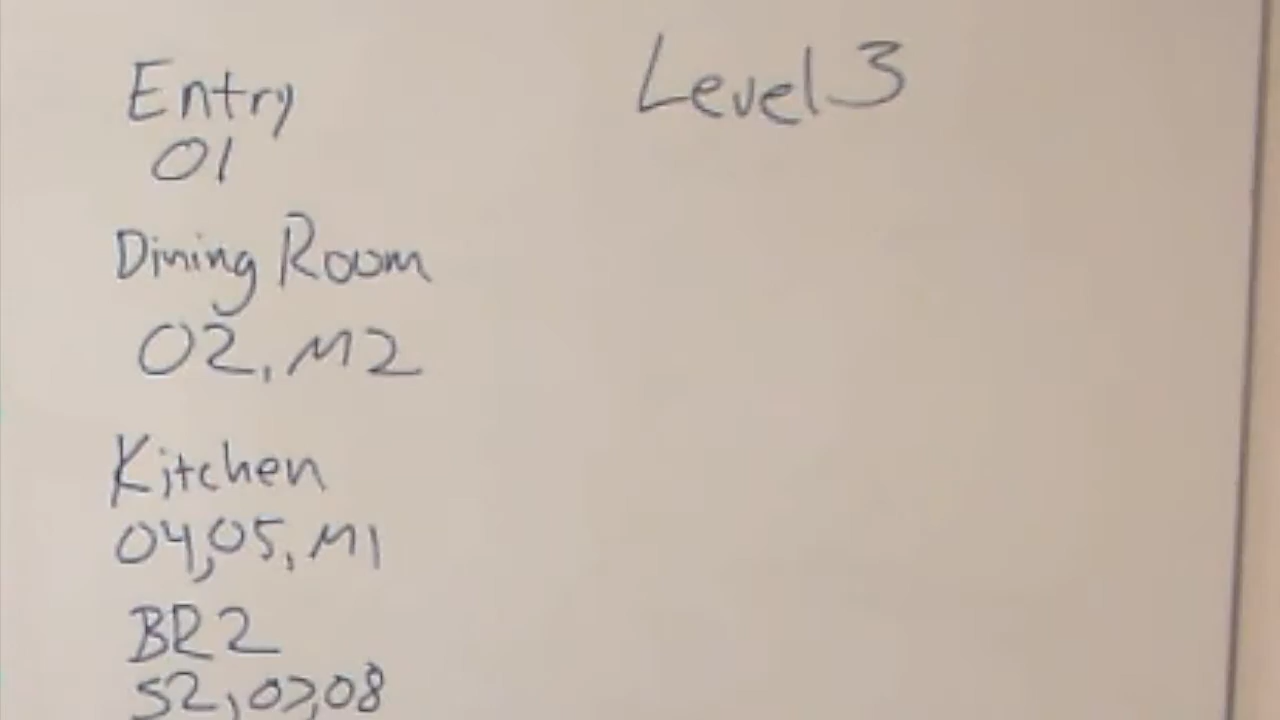 Entry
01
Level 3
Dining Room
02, M2
Kitchen
04,05, M1
BR2
S2,07,08